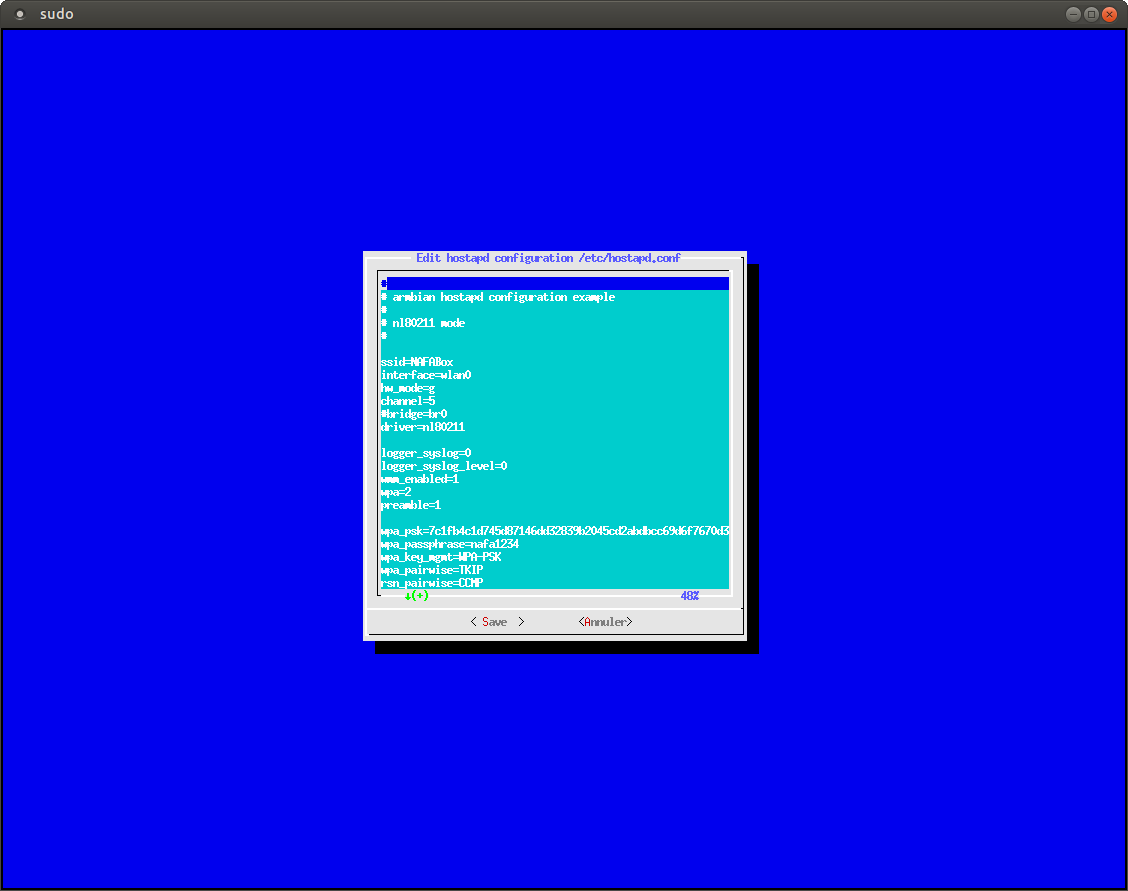 sudo
Edit hostapd configuration /etc/hostapd.conf
#
# armbian hostapd configuration example
#
# nl80211 mode
#
ssid=NAFABox
interface=wlan0
hw_mode=g
channel=5
#bridge=br0
driver=nl80211
logger_syslog=0
logger_syslog_level=0
wmm_enabled=1
wpa=2
preamble=1
wpa_psk=7c1fb4c1d745d87146dd32839b2045cd2abdbcc69d6f7670d3
wpa_passphrase=nafa1234
wpa_key_mgmt=WPA-PSK
wpa_pairwise=TKIP
rsn_pairwise=CCMP
↓(+) 48%
< Save > <Annuler>